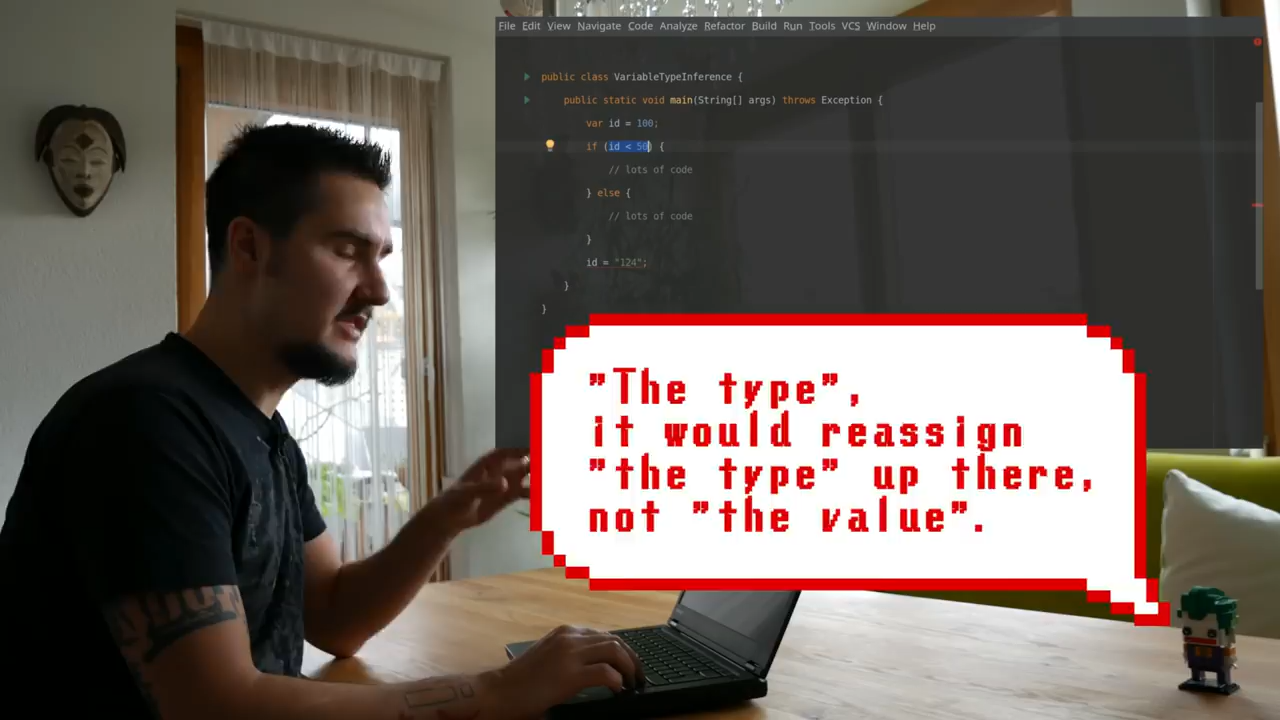 File Edit View Navigate Code Analyze Refactor Build Run Tools VCS Window Help
public class VariableTypeInference {
public static void main(String[] args) throws Exception {
var id = 100;
if (id < 50) {
// lots of code
} else {
// lots of code
}
id = "124";
}
}
"The type",
it would reassign
"the type" up there,
not "the value".